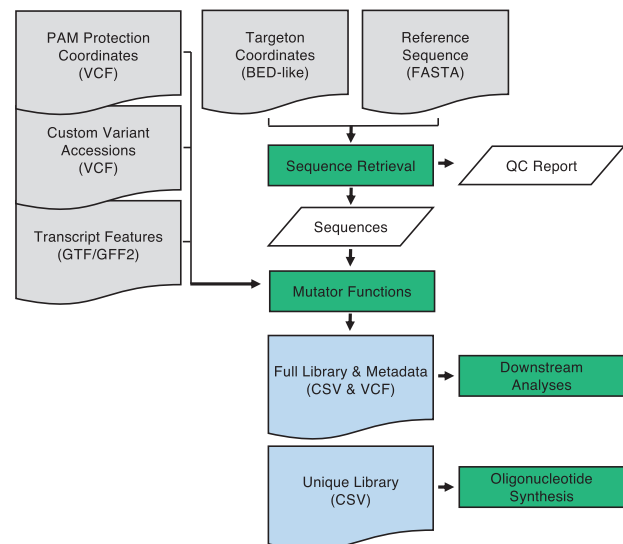 PAM Protection
Coordinates
(VCF)
Targeton
Coordinates
(BED-like)
Reference
Sequence
(FASTA)
Custom Variant
Accessions
(VCF)
Sequence Retrieval
QC Report
Transcript Features
(GTF/GFF2)
Sequences
Mutator Functions
Full Library & Metadata
(CSV & VCF)
Downstream
Analyses
Unique Library
(CSV)
Oligonucleotide
Synthesis